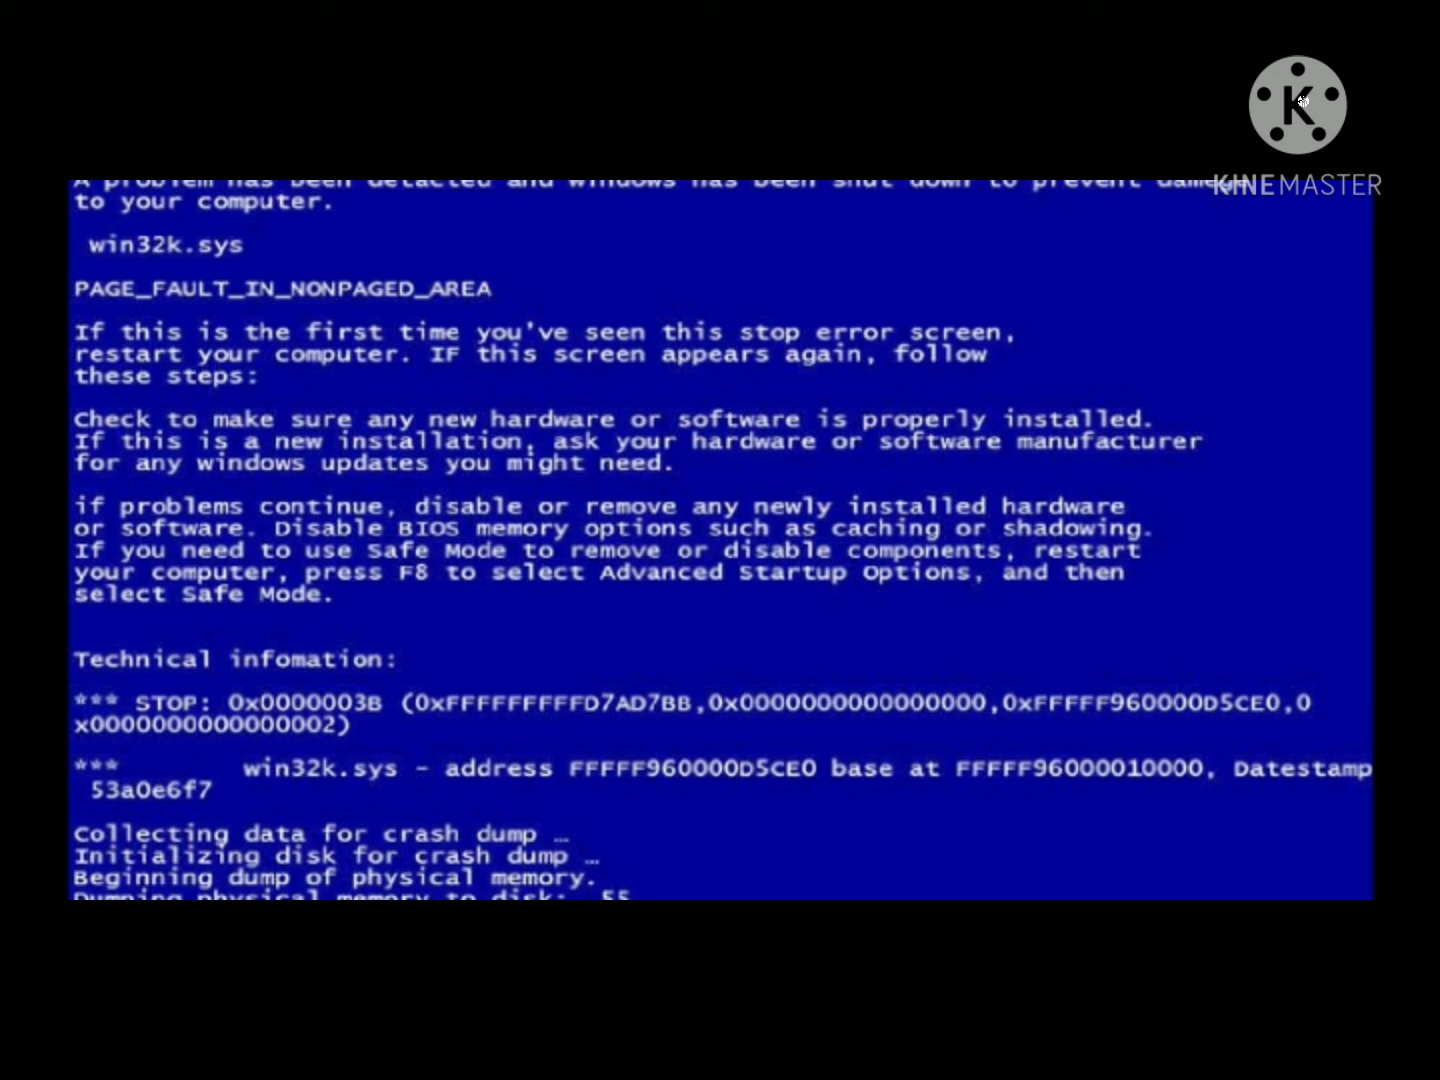 KINEMASTER
A problem has been detacted and windows has been shut down to prevent damage
to your computer.
win32k.sys
PAGE_FAULT_IN_NONPAGED_AREA
If this is the first time you've seen this stop error screen,
restart your computer. IF this screen appears again, follow
these steps:
Check to make sure any new hardware or software is properly installed.
If this is a new installation, ask your hardware or software manufacturer
for any windows updates you might need.
if problems continue, disable or remove any newly installed hardware
or software. Disable BIOS memory options such as caching or shadowing.
If you need to use Safe Mode to remove or disable components, restart
your computer, press F8 to select Advanced Startup Options, and then
select Safe Mode.
Technical infomation:
*** STOP: 0x0000003B (0xFFFFFFFFFFD7AD7BB,0x0000000000000000,0xFFFFF960000D5CE0,0
x0000000000000002)
*** win32k.sys – address FFFFF960000D5CE0 base at FFFFF96000010000, Datestamp
53a0e6f7
Collecting data for crash dump …
Initializing disk for crash dump …
Beginning dump of physical memory.
Dumping physical memory to disk: 55